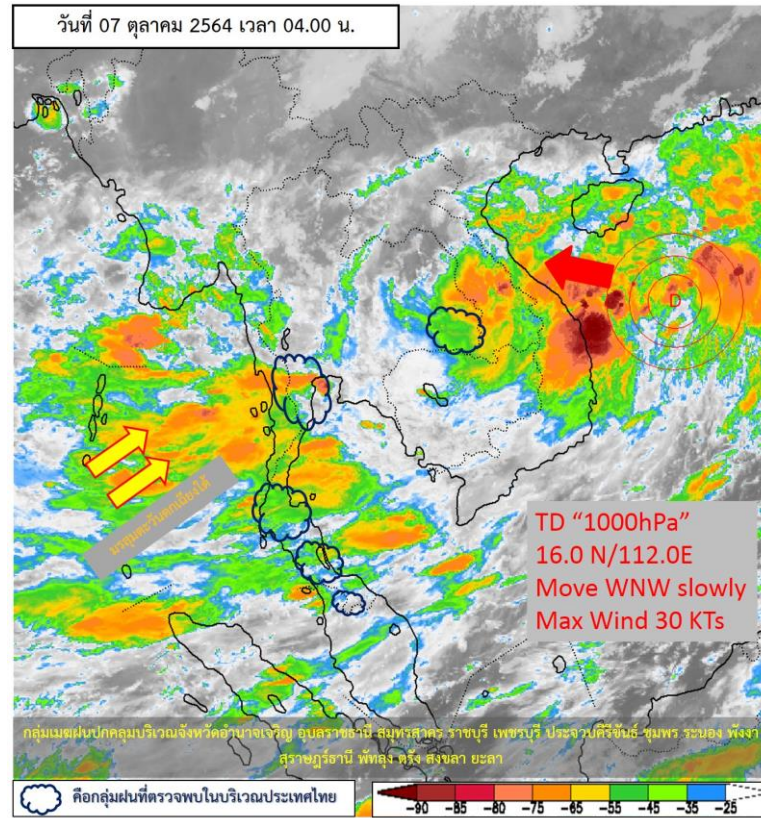 วันที่ 07 ตุลาคม 2564 เวลา 04.00 น.
D
มรสุมตะวันตกเฉียงใต้
TD “1000hPa”
16.0 N/112.0E
Move WNW slowly
Max Wind 30 KTs
กลุ่มเมฆฝนปกคลุมบริเวณจังหวัดอำนาจเจริญ อุบลราชธานี สมุทรสาคร ราชบุรี เพชรบุรี ประจวบคีรีขันธ์ ชุมพร ระนอง พังงา
สุราษฎร์ธานี พัทลุง ตรัง สงขลา ยะลา
คือกลุ่มฝนที่ตรวจพบในบริเวณประเทศไทย
-90 -85 -80 -75 -65 -55 -45 -35 -25